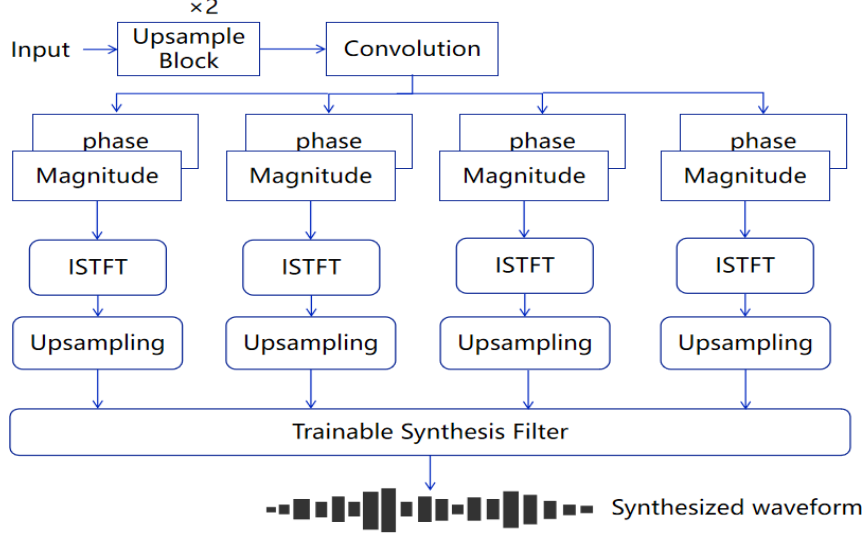 ×2
Input
Upsample
Block
Convolution
phase
phase
phase
phase
Magnitude
Magnitude
Magnitude
Magnitude
ISTFT
ISTFT
ISTFT
ISTFT
Upsampling
Upsampling
Upsampling
Upsampling
Trainable Synthesis Filter
Synthesized waveform